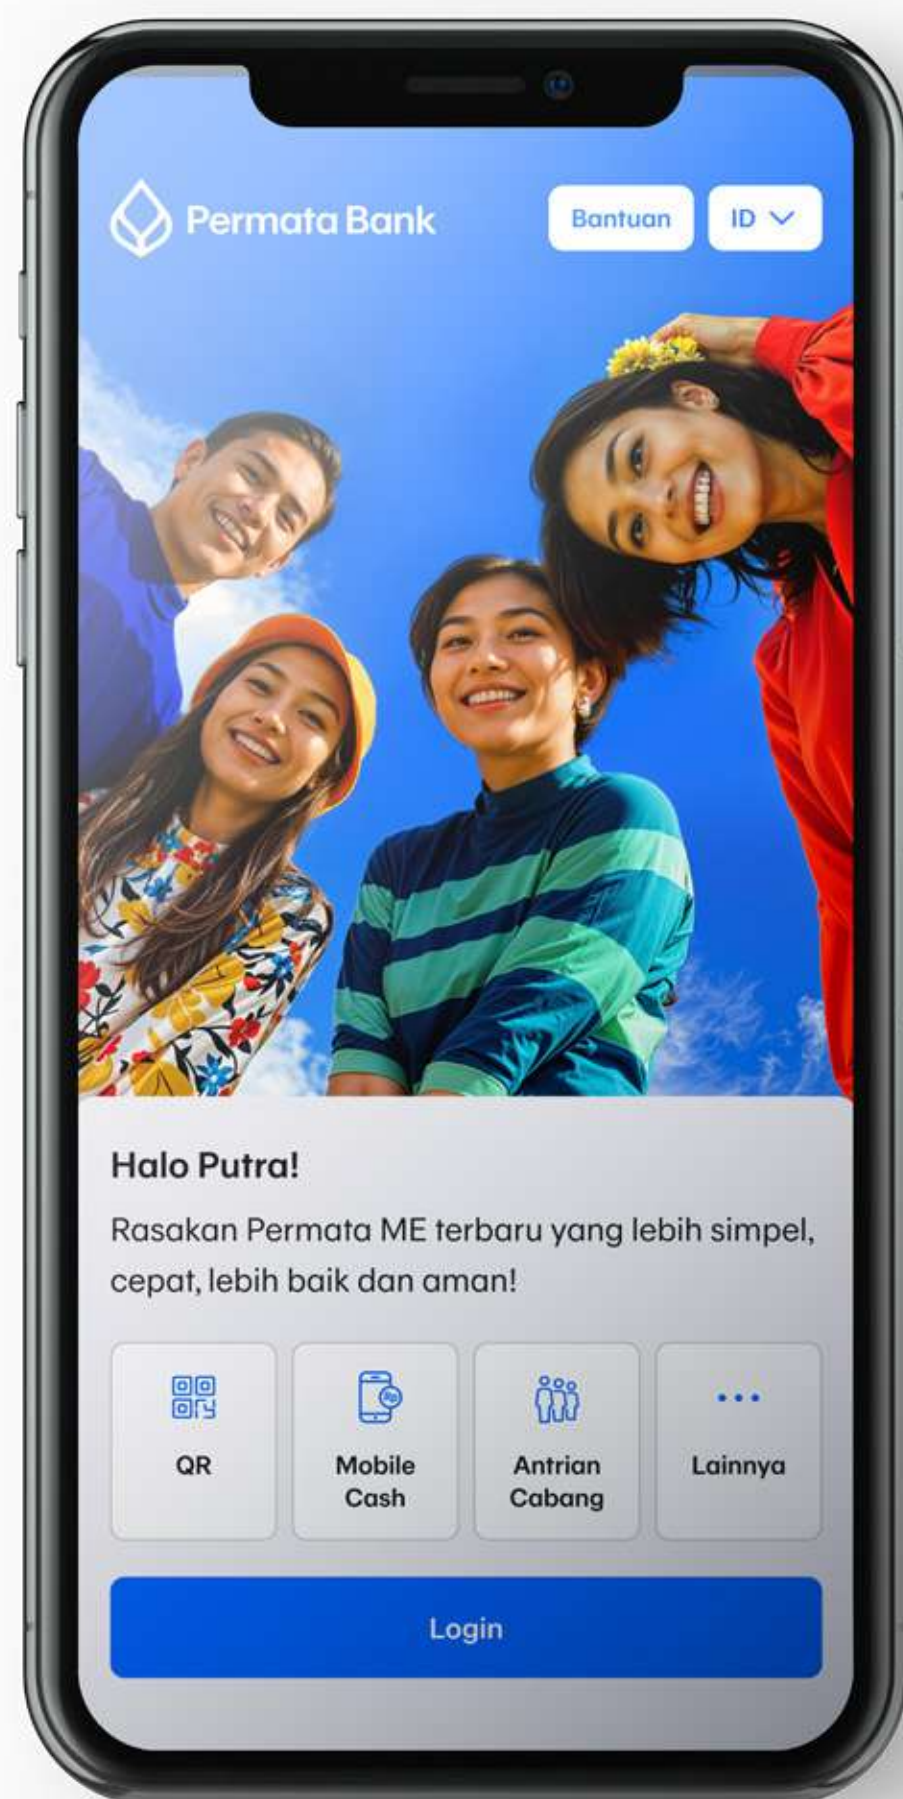 Permata Bank
Bantuan
ID
Halo Putra!
Rasakan Permata ME terbaru yang lebih simpel,
cepat, lebih baik dan aman!
QR
Mobile
Cash
Antrian
Cabang
Lainnya
Login